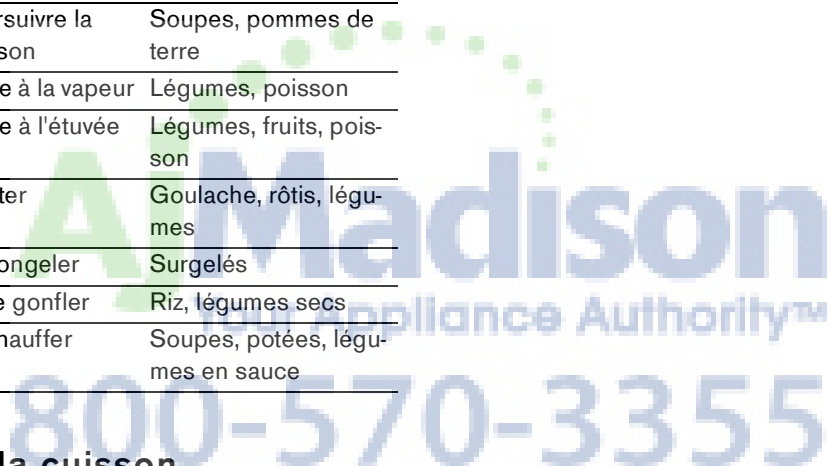 rsuivre la Soupes, pommes de
son terre
e à la vapeur Légumes, poisson
e à l'étuvée Légumes, fruits, pois-
son
ter Goulache, rôtis, légu-
mes
ongeler Surgelés
e gonfler Riz, légumes secs
hauffer Soupes, potées, légu-
mes en sauce
la cuisson
AjMadison
Your Appliance Authority™
800-570-3355